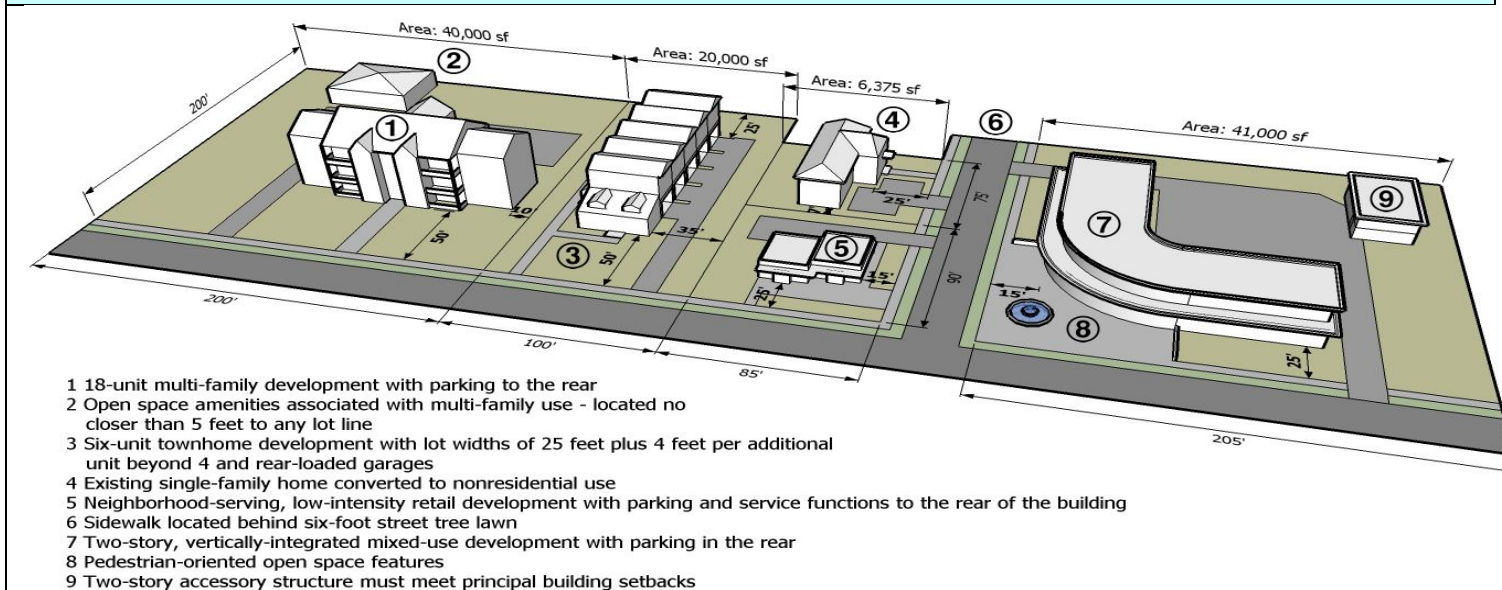 Area: 40,000 sf
Area: 20,000 sf
Area: 6,375 sf
Area: 41,000 sf
200'
2
1
4
6
9
7
25'
25'
75'
10'
50'
35'
3
50'
5
15'
25'
90'
15'
8
25'
200'
100'
85'
205'
1 18-unit multi-family development with parking to the rear
2 Open space amenities associated with multi-family use - located no
closer than 5 feet to any lot line
3 Six-unit townhome development with lot widths of 25 feet plus 4 feet per additional
unit beyond 4 and rear-loaded garages
4 Existing single-family home converted to nonresidential use
5 Neighborhood-serving, low-intensity retail development with parking and service functions to the rear of the building
6 Sidewalk located behind six-foot street tree lawn
7 Two-story, vertically-integrated mixed-use development with parking in the rear
8 Pedestrian-oriented open space features
9 Two-story accessory structure must meet principal building setbacks